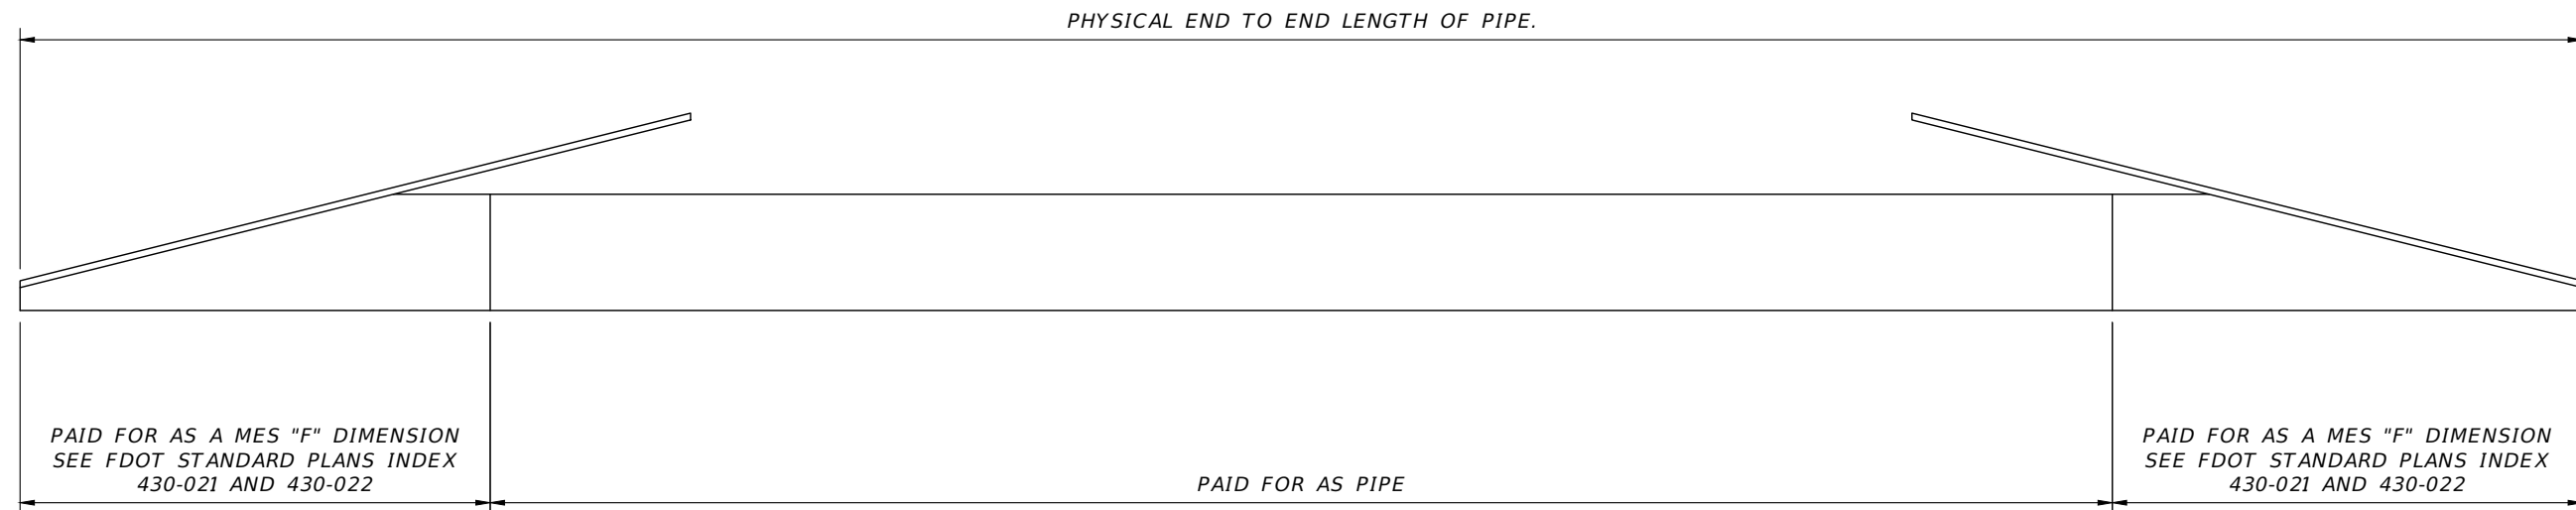 PHYSICAL END TO END LENGTH OF PIPE.
PAID FOR AS A MES "F" DIMENSION
SEE FDOT STANDARD PLANS INDEX
430-021 AND 430-022
PAID FOR AS PIPE
PAID FOR AS A MES "F" DIMENSION
SEE FDOT STANDARD PLANS INDEX
430-021 AND 430-022